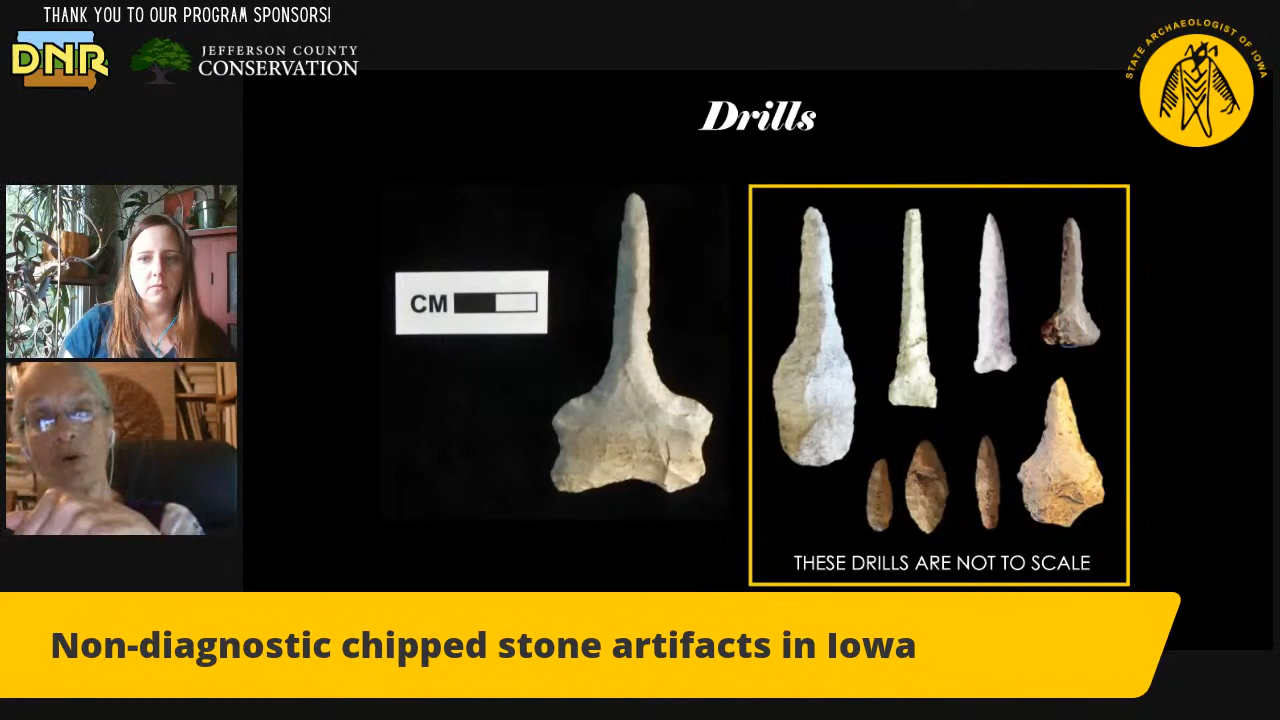 THANK YOU TO OUR PROGRAM SPONSORS!
DNR
JEFFERSON COUNTY
CONSERVATION
STATE ARCHAEOLOGIST OF IOWA
Drills
CM
THESE DRILLS ARE NOT TO SCALE
Non-diagnostic chipped stone artifacts in Iowa